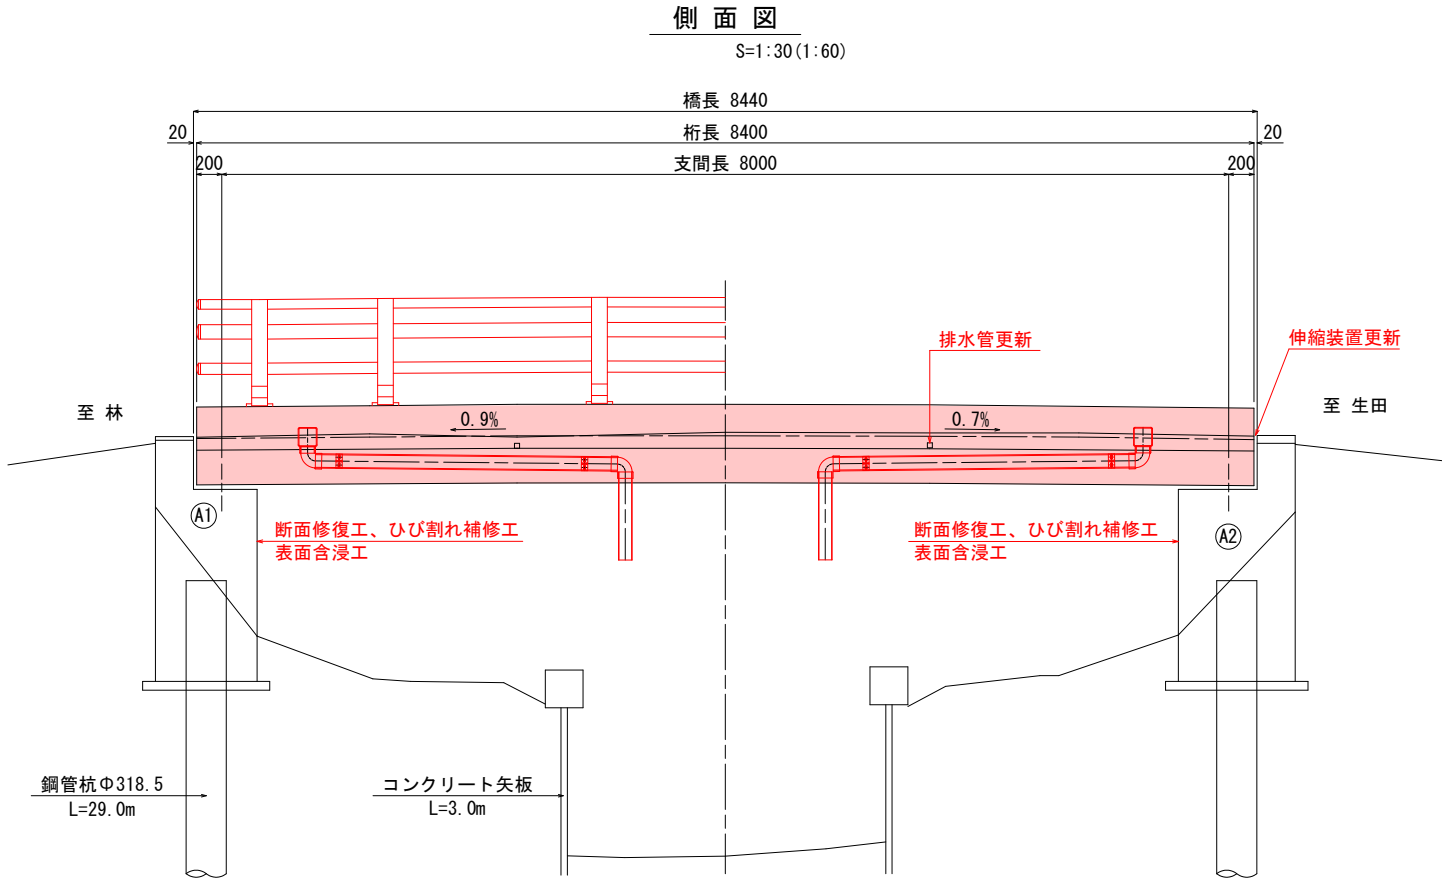 側 面 図
S=1:30(1:60)
橋長 8440
20
桁長 8400
20
200
支間長 8000
200
排水管更新
伸縮装置更新
至 林
0.9%
0.7%
至 生田
A1
断面修復工、ひび割れ補修工
表面含浸工
断面修復工、ひび割れ補修工
表面含浸工
A2
鋼管杭Φ318.5
L=29.0m
コンクリート矢板
L=3.0m